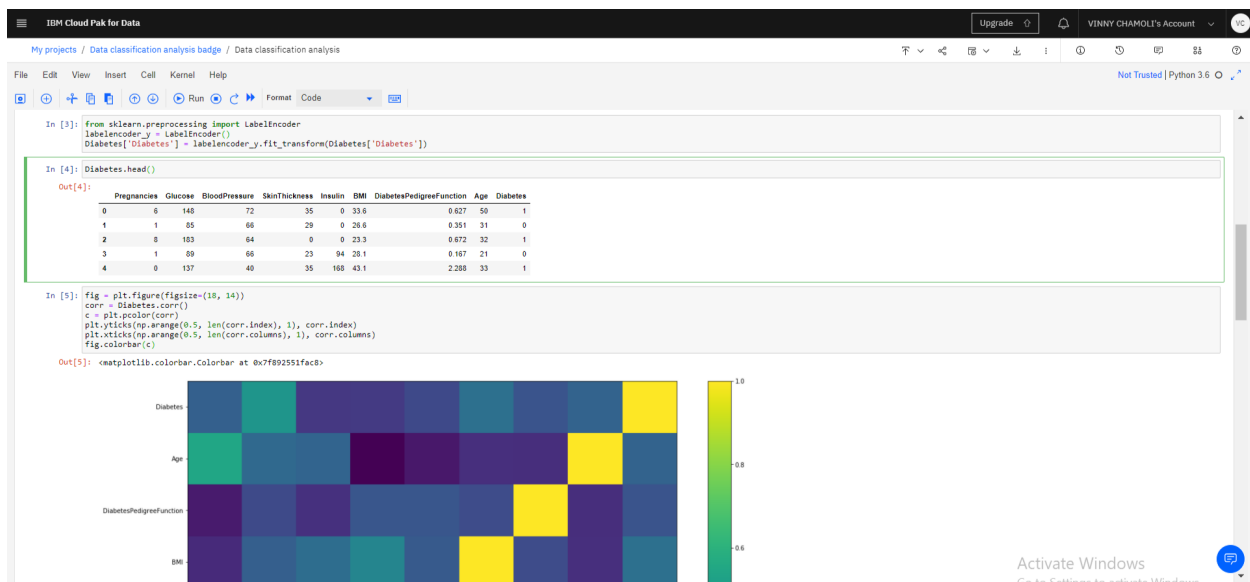 IBM Cloud Pak for Data
Upgrade
VINNY CHAMOLI's Account
VC
My projects / Data classification analysis badge / Data classification analysis
File Edit View Insert Cell Kernel Help
Not Trusted | Python 3.6
Run Format Code
In [3]: from sklearn.preprocessing import LabelEncoder
labelencoder_y = LabelEncoder()
Diabetes['Diabetes'] = labelencoder_y.fit_transform(Diabetes['Diabetes'])
In [4]: Diabetes.head()
Out[4]:
Pregnancies Glucose BloodPressure SkinThickness Insulin BMI DiabetesPedigreeFunction Age Diabetes
0 6 148 72 35 0 33.6 0.627 50 1
1 1 85 66 29 0 26.6 0.351 31 0
2 8 183 64 0 0 23.3 0.672 32 1
3 1 89 66 23 94 28.1 0.167 21 0
4 0 137 40 35 168 43.1 2.288 33 1
In [5]: fig = plt.figure(figsize=(18, 14))
corr = Diabetes.corr()
c = plt.pcolor(corr)
plt.yticks(np.arange(0.5, len(corr.index), 1), corr.index)
plt.xticks(np.arange(0.5, len(corr.columns), 1), corr.columns)
fig.colorbar(c)
Out[5]: <matplotlib.colorbar.Colorbar at 0x7f892551fac8>
1.0
Diabetes
Age
0.8
DiabetesPedigreeFunction
0.6
BMI
Activate Windows
Go to Settings to activate Windows.